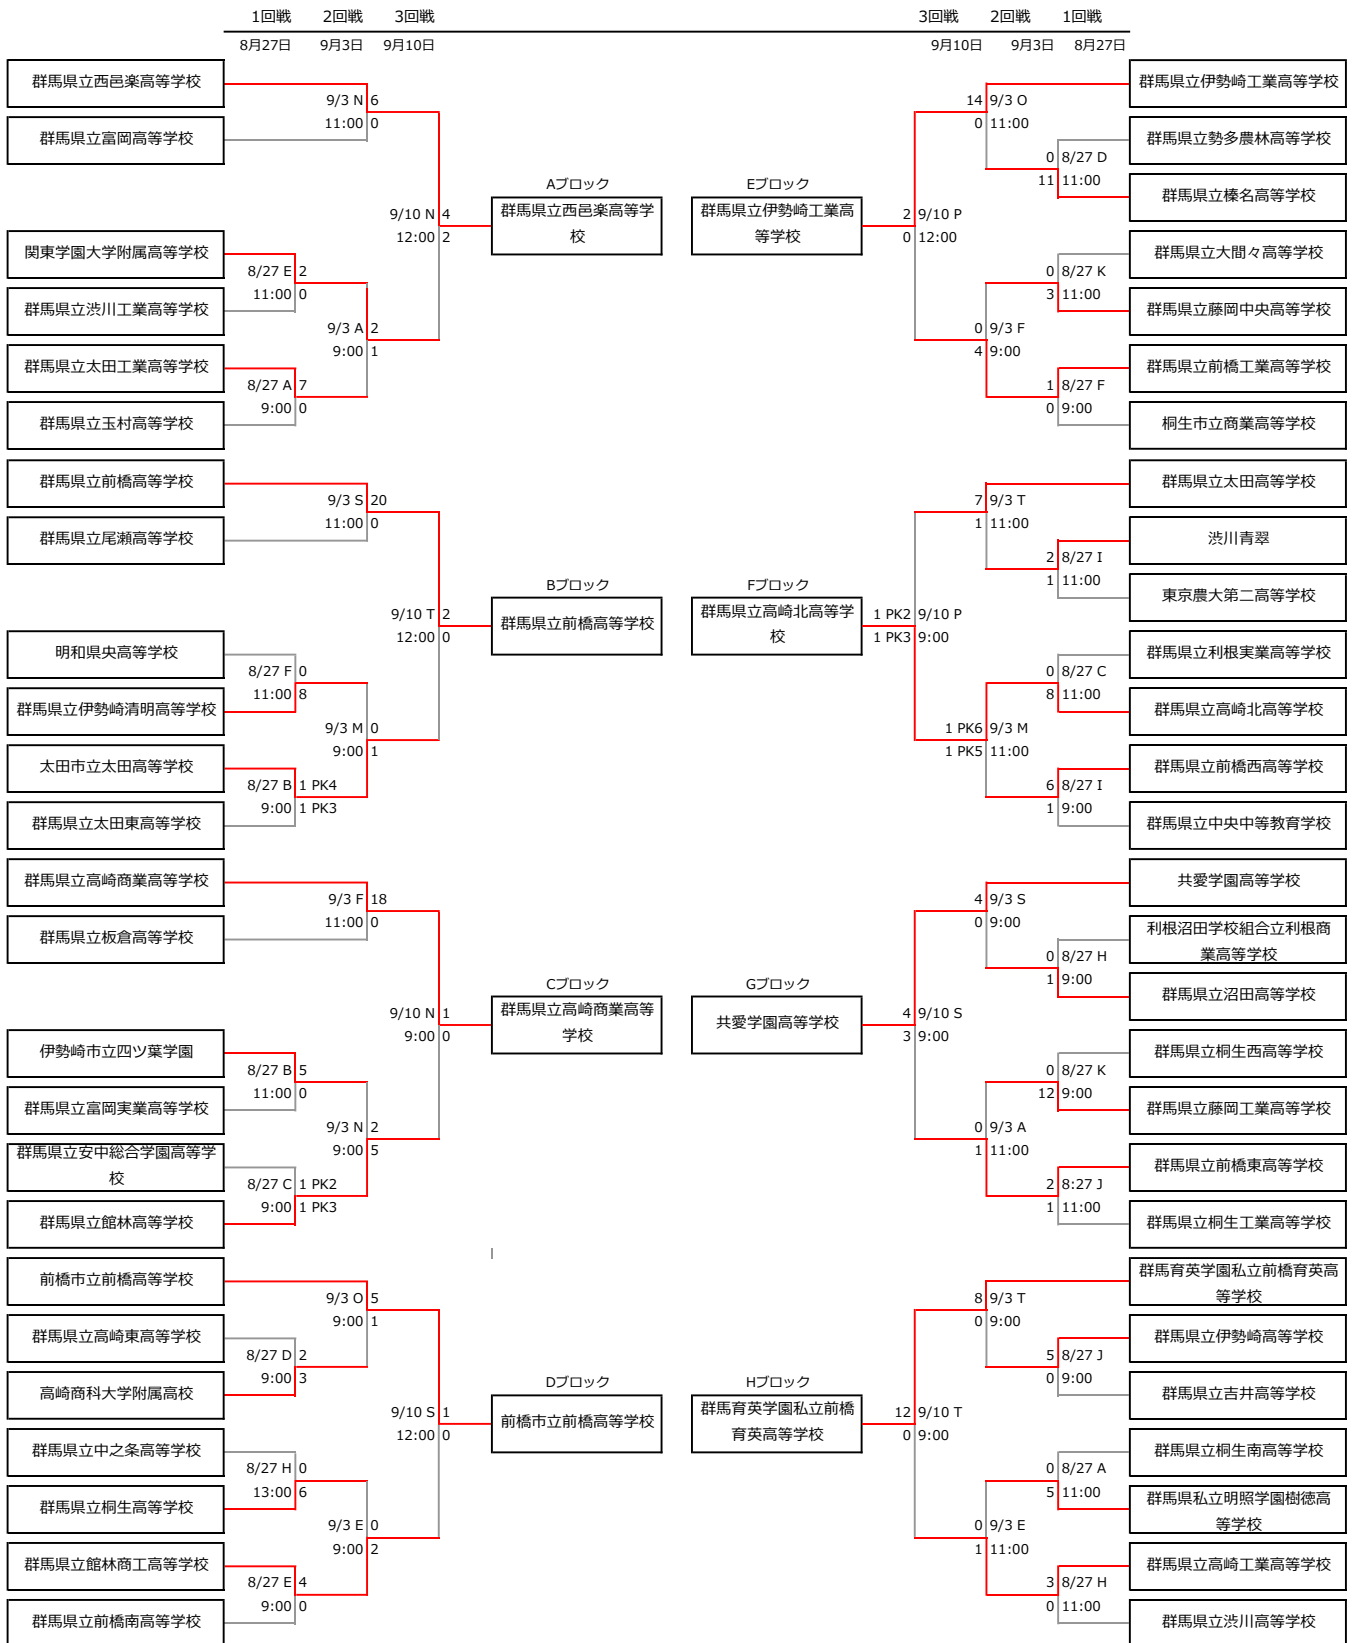 1回戦 2回戦 3回戦
3回戦 2回戦 1回戦
8月27日 9月3日 9月10日
9月10日 9月3日 8月27日
群馬県立西邑楽高等学校
9/3 N 6
11:00 0
群馬県立富岡高等学校
Aブロック
9/10 N 4
12:00 2
群馬県立西邑楽高等学
校
関東学園大学附属高等学校
8/27 E 2
11:00 0
群馬県立渋川工業高等学校
9/3 A 2
9:00 1
群馬県立太田工業高等学校
8/27 A 7
9:00 0
群馬県立玉村高等学校
群馬県立前橋高等学校
9/3 S 20
11:00 0
群馬県立尾瀬高等学校
Bブロック
9/10 T 2
12:00 0
群馬県立前橋高等学校
明和県央高等学校
8/27 F 0
11:00 8
群馬県立伊勢崎清明高等学校
9/3 M 0
9:00 1
太田市立太田高等学校
8/27 B 1 PK4
9:00 1 PK3
群馬県立太田東高等学校
群馬県立高崎商業高等学校
9/3 F 18
11:00 0
群馬県立板倉高等学校
Cブロック
9/10 N 1
9:00 0
群馬県立高崎商業高等
学校
伊勢崎市立四ツ葉学園
8/27 B 5
11:00 0
群馬県立富岡実業高等学校
9/3 N 2
9:00 5
群馬県立安中総合学園高等学
校
8/27 C 1 PK2
9:00 1 PK3
群馬県立館林高等学校
前橋市立前橋高等学校
9/3 O 5
9:00 1
群馬県立高崎東高等学校
8/27 D 2
9:00 3
高崎商科大学附属高校
Dブロック
9/10 S 1
12:00 0
前橋市立前橋高等学校
群馬県立中之条高等学校
8/27 H 0
13:00 6
群馬県立桐生高等学校
9/3 E 0
9:00 2
群馬県立館林商工高等学校
8/27 E 4
9:00 0
群馬県立前橋南高等学校
群馬県立伊勢崎工業高等学校
14 9/3 O
0 11:00
群馬県立勢多農林高等学校
0 8/27 D
11 11:00
群馬県立榛名高等学校
Eブロック
群馬県立伊勢崎工業高
等学校
2 9/10 P
0 12:00
群馬県立大間々高等学校
0 8/27 K
3 11:00
群馬県立藤岡中央高等学校
0 9/3 F
4 9:00
群馬県立前橋工業高等学校
1 8/27 F
0 9:00
桐生市立商業高等学校
群馬県立太田高等学校
7 9/3 T
1 11:00
渋川青翠
2 8/27 I
1 11:00
東京農大第二高等学校
Fブロック
群馬県立高崎北高等学
校
1 PK2 9/10 P
1 PK3 9:00
群馬県立利根実業高等学校
0 8/27 C
8 11:00
群馬県立高崎北高等学校
1 PK6 9/3 M
1 PK5 11:00
群馬県立前橋西高等学校
6 8/27 I
1 9:00
群馬県立中央中等教育学校
共愛学園高等学校
4 9/3 S
0 9:00
利根沼田学校組合立利根商
業高等学校
0 8/27 H
1 9:00
群馬県立沼田高等学校
Gブロック
共愛学園高等学校
4 9/10 S
3 9:00
群馬県立桐生西高等学校
0 8/27 K
12 9:00
群馬県立藤岡工業高等学校
0 9/3 A
1 11:00
群馬県立前橋東高等学校
2 8:27 J
1 11:00
群馬県立桐生工業高等学校
群馬育英学園私立前橋育英高
等学校
8 9/3 T
0 9:00
群馬県立伊勢崎高等学校
5 8/27 J
0 9:00
群馬県立吉井高等学校
Hブロック
群馬育英学園私立前橋
育英高等学校
12 9/10 T
0 9:00
群馬県立桐生南高等学校
0 8/27 A
5 11:00
群馬県私立明照学園樹徳高
等学校
0 9/3 E
1 11:00
群馬県立高崎工業高等学校
3 8/27 H
0 11:00
群馬県立渋川高等学校